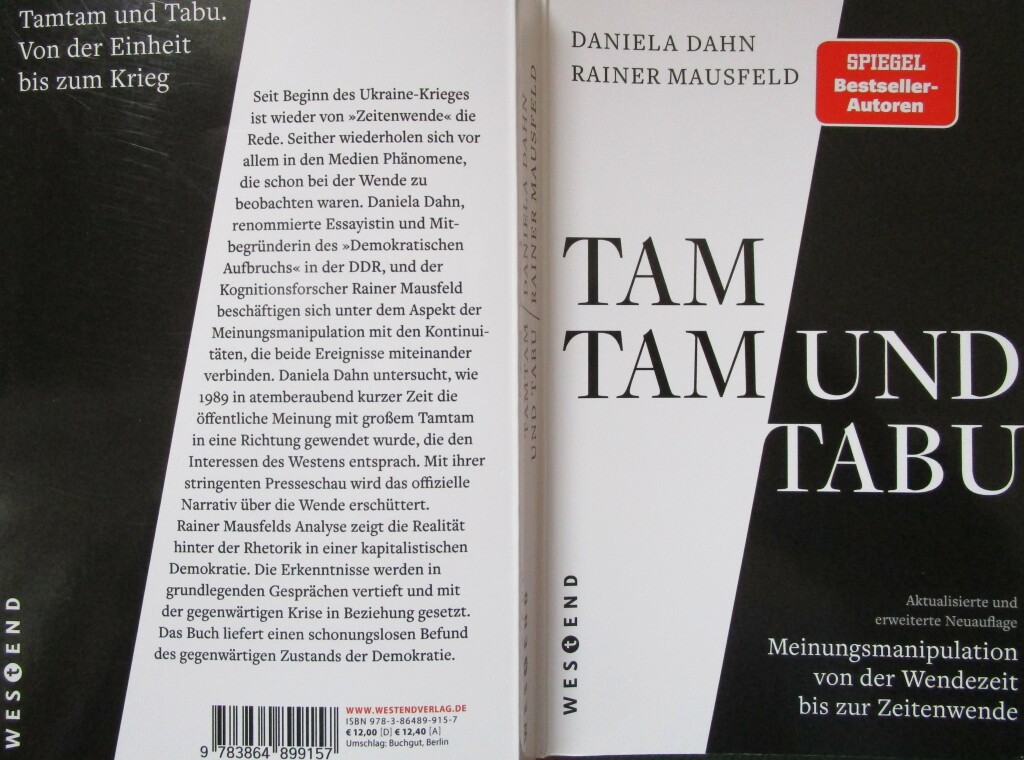 Tamtam und Tabu.
Von der Einheit
bis zum Krieg
Seit Beginn des Ukraine-Krieges
ist wieder von »Zeitenwende« die
Rede. Seither wiederholen sich vor
allem in den Medien Phänomene,
die schon bei der Wende zu
beobachten waren. Daniela Dahn,
renommierte Essayistin und Mit-
begründerin des »Demokratischen
Aufbruchs« in der DDR, und der
Kognitionsforscher Rainer Mausfeld
beschäftigen sich unter dem Aspekt der
Meinungsmanipulation mit den Kontinui-
täten, die beide Ereignisse miteinander
verbinden. Daniela Dahn untersucht, wie
1989 in atemberaubend kurzer Zeit die
öffentliche Meinung mit großem Tamtam
in eine Richtung gewendet wurde, die den
Interessen des Westens entsprach. Mit ihrer
stringenten Presseschau wird das offizielle
Narrativ über die Wende erschüttert.
Rainer Mausfelds Analyse zeigt die Realität
hinter der Rhetorik in einer kapitalistischen
Demokratie. Die Erkenntnisse werden in
grundlegenden Gesprächen vertieft und mit
der gegenwärtigen Krise in Beziehung gesetzt.
Das Buch liefert einen schonungslosen Befund
des gegenwärtigen Zustands der Demokratie.
WESTEND
9 783864 899157
WWW.WESTENDVERLAG.DE
ISBN 978-3-86489-915-7
€ 12,00 [D] € 12,40 [A]
Umschlag: Buchgut, Berlin
TAMTAM / DANIELA DAHN
UND TABU / RAINER MAUSFELD
WESTEND
DANIELA DAHN
RAINER MAUSFELD
SPIEGEL
Bestseller-
Autoren
TAM
TAM UND
TABU
WESTEND
Aktualisierte und
erweiterte Neuauflage
Meinungsmanipulation
von der Wendezeit
bis zur Zeitenwende